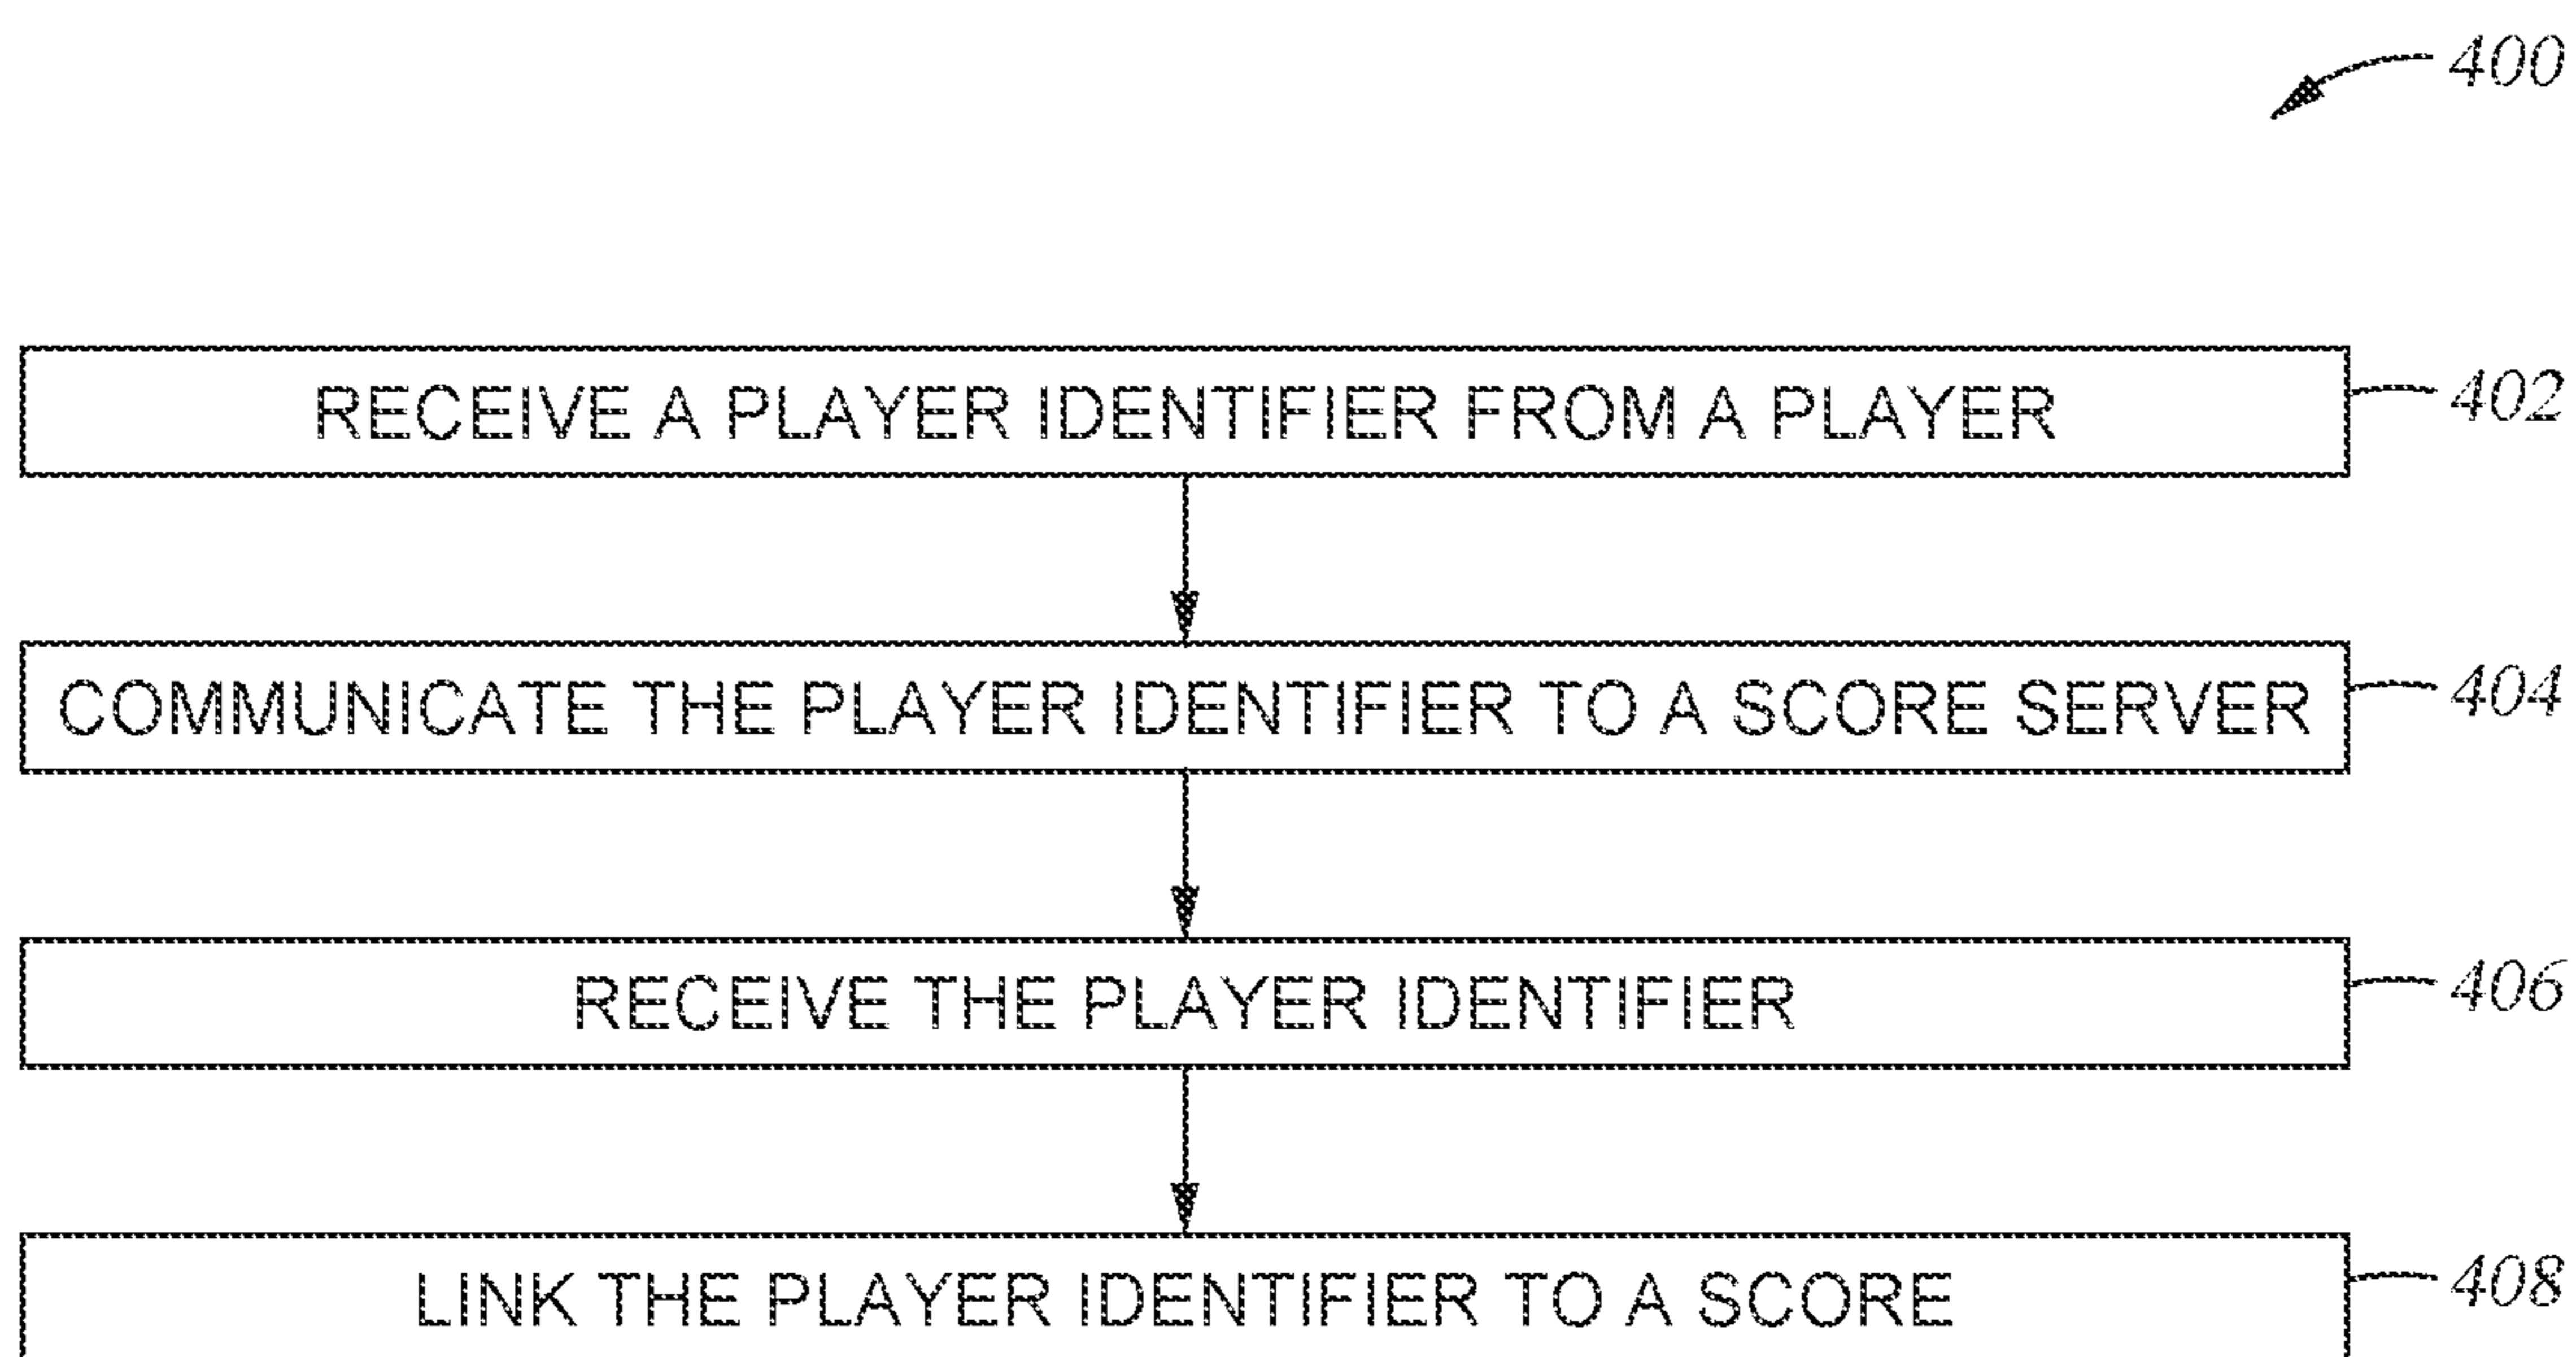 400
RECEIVE A PLAYER IDENTIFIER FROM A PLAYER 402
COMMUNICATE THE PLAYER IDENTIFIER TO A SCORE SERVER 404
RECEIVE THE PLAYER IDENTIFIER 406
LINK THE PLAYER IDENTIFIER TO A SCORE 408